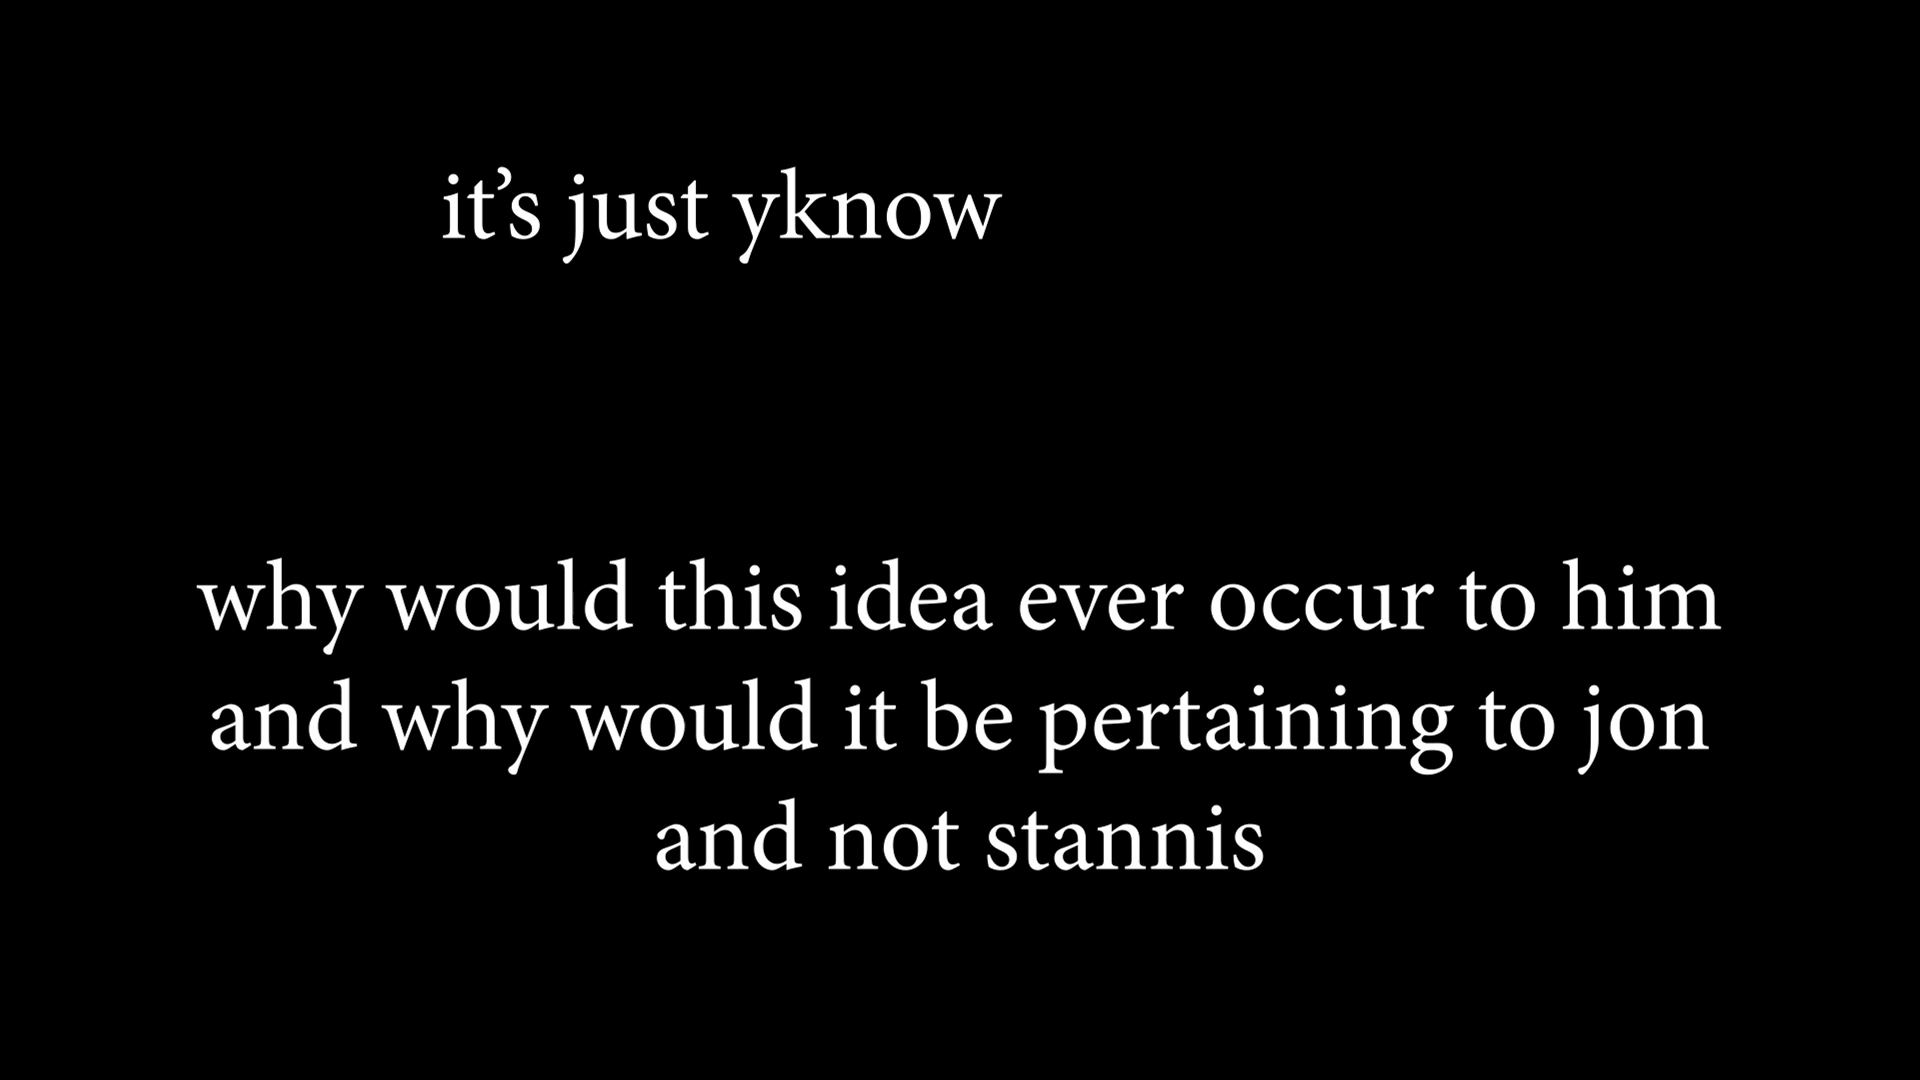 it’s just yknow
why would this idea ever occur to him
and why would it be pertaining to jon
and not stannis